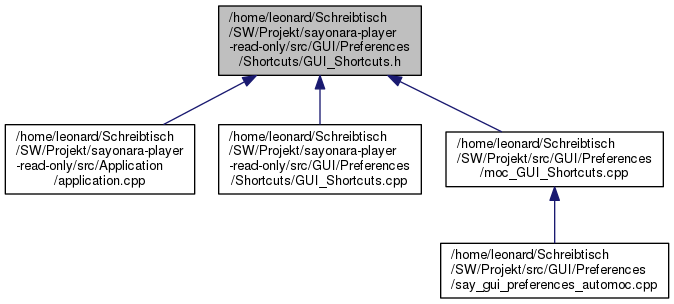 /home/leonard/Schreibtisch
/SW/Projekt/sayonara-player
-read-only/src/GUI/Preferences
/Shortcuts/GUI_Shortcuts.h
/home/leonard/Schreibtisch
/SW/Projekt/sayonara-player
-read-only/src/Application
/application.cpp
/home/leonard/Schreibtisch
/SW/Projekt/sayonara-player
-read-only/src/GUI/Preferences
/Shortcuts/GUI_Shortcuts.cpp
/home/leonard/Schreibtisch
/SW/Projekt/src/GUI/Preferences
/moc_GUI_Shortcuts.cpp
/home/leonard/Schreibtisch
/SW/Projekt/src/GUI/Preferences
/say_gui_preferences_automoc.cpp